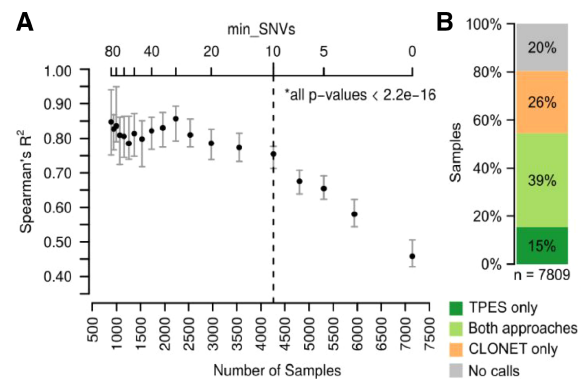 A
min_SNVs
80 40 20 10 5 0
*all p-values < 2.2e-16
Spearman's R²
1.00
0.90
0.80
0.70
0.60
0.50
0.40
500 1000 2000 3000 4000 4500 5000 5500 6000 6500 7000 7500
Number of Samples
B
Samples
100%
80%
60%
40%
20%
0%
20%
26%
39%
15%
n = 7809
TPES only
Both approaches
CLONET only
No calls